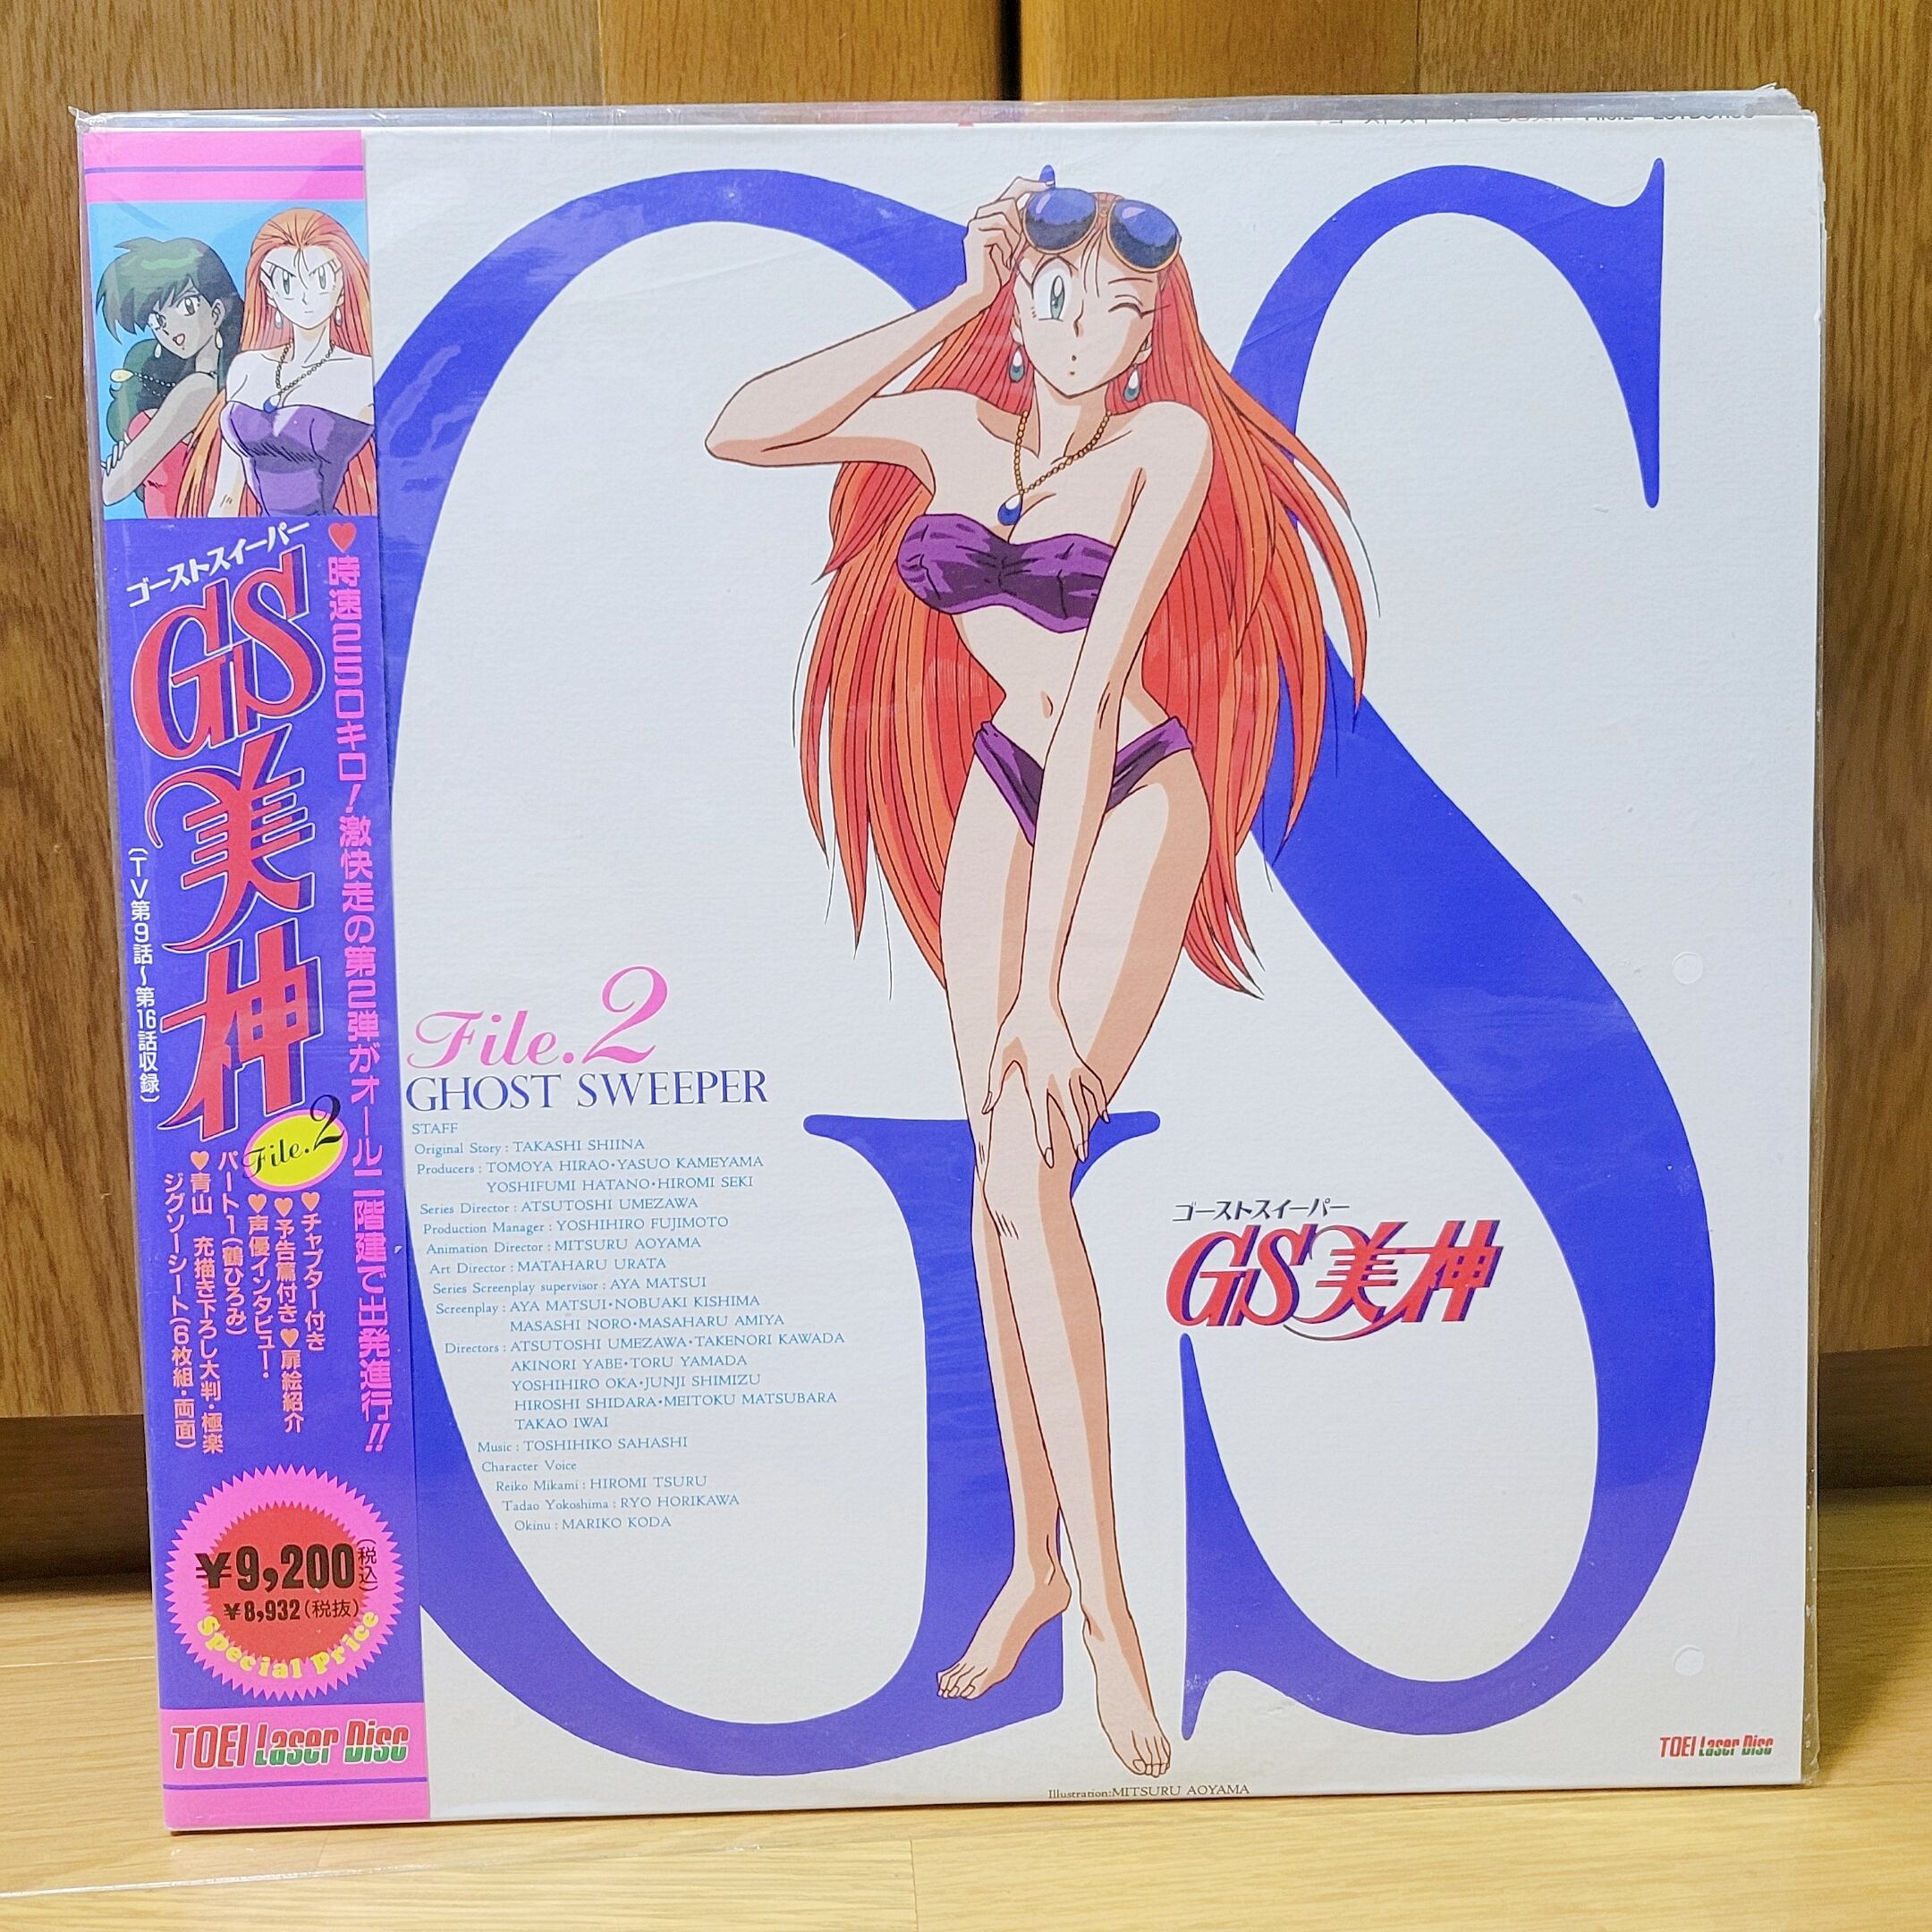 ゴーストスイーパー
GS美神
File.2
(TV第9話～第16話収録)
♥時速250キロ!激快走の第2弾がオール二階建で出発進行!!
♥チャプター付き
♥予告篇付き♥扉絵紹介
♥声優インタビュー・
パート1(鶴ひろみ)
♥青山 充描き下ろし大判・極楽
ジグソーシート(6枚組・両面)
¥9,200(税込)
¥8,932(税抜)
Special Price
TOEI Laser Disc
File.2
GHOST SWEEPER
STAFF
Original Story : TAKASHI SHIINA
Producers : TOMOYA HIRAO・YASUO KAMEYAMA
YOSHIFUMI HATANO・HIROMI SEKI
Series Director : ATSUTOSHI UMEZAWA
Production Manager : YOSHIHIRO FUJIMOTO
Animation Director : MITSURU AOYAMA
Art Director : MATAHARU URATA
Series Screenplay supervisor : AYA MATSUI
Screenplay : AYA MATSUI・NOBUAKI KISHIMA
MASASHI NORO・MASAHARU AMIYA
Directors : ATSUTOSHI UMEZAWA・TAKENORI KAWADA
AKINORI YABE・TORU YAMADA
YOSHIHIRO OKA・JUNJI SHIMIZU
HIROSHI SHIDARA・MEITOKU MATSUBARA
TAKAO IWAI
Music : TOSHIHIKO SAHASHI
Character Voice
Reiko Mikami : HIROMI TSURU
Tadao Yokoshima : RYO HORIKAWA
Okinu : MARIKO KODA
GS
ゴーストスイーパー
GS美神
TOEI Laser Disc
Illustration:MITSURU AOYAMA